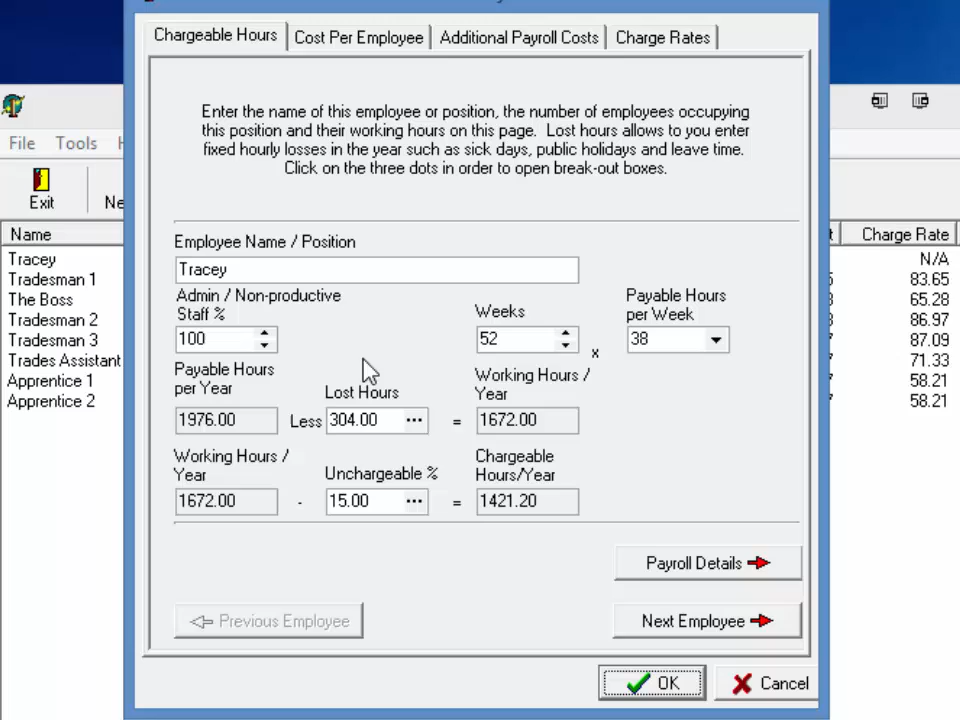 Chargeable Hours Cost Per Employee Additional Payroll Costs Charge Rates
Enter the name of this employee or position, the number of employees occupying
this position and their working hours on this page. Lost hours allows to you enter
fixed hourly losses in the year such as sick days, public holidays and leave time.
Click on the three dots in order to open break-out boxes.
File Tools
Exit
Name
Charge Rate
Tracey
N/A
Tradesman 1
83.65
The Boss
65.28
Tradesman 2
86.97
Tradesman 3
87.09
Trades Assistant
71.33
Apprentice 1
58.21
Apprentice 2
58.21
Employee Name / Position
Tracey
Admin / Non-productive
Staff %
100
Weeks
52
x
Payable Hours
per Week
38
Payable Hours
per Year
1976.00
Less
Lost Hours
304.00 ...
=
Working Hours /
Year
1672.00
Working Hours /
Year
1672.00
-
Unchargeable %
15.00 ...
=
Chargeable
Hours/Year
1421.20
Payroll Details
Previous Employee
Next Employee
OK
Cancel